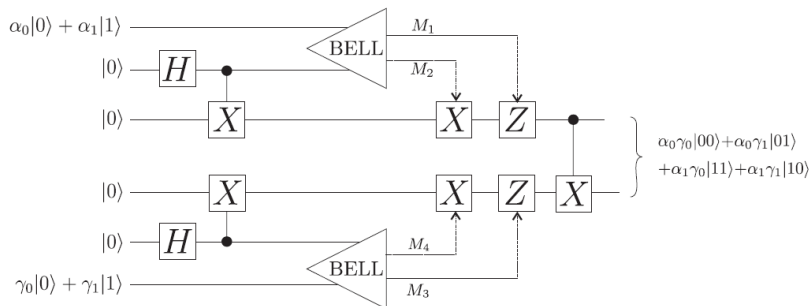 α₀|0⟩ + α₁|1⟩
M₁
BELL
|0⟩ H
M₂
|0⟩ X X Z
α₀γ₀|00⟩+α₀γ₁|01⟩
+α₁γ₀|11⟩+α₁γ₁|10⟩
|0⟩ X X Z X
|0⟩ H
M₄
BELL
M₃
γ₀|0⟩ + γ₁|1⟩